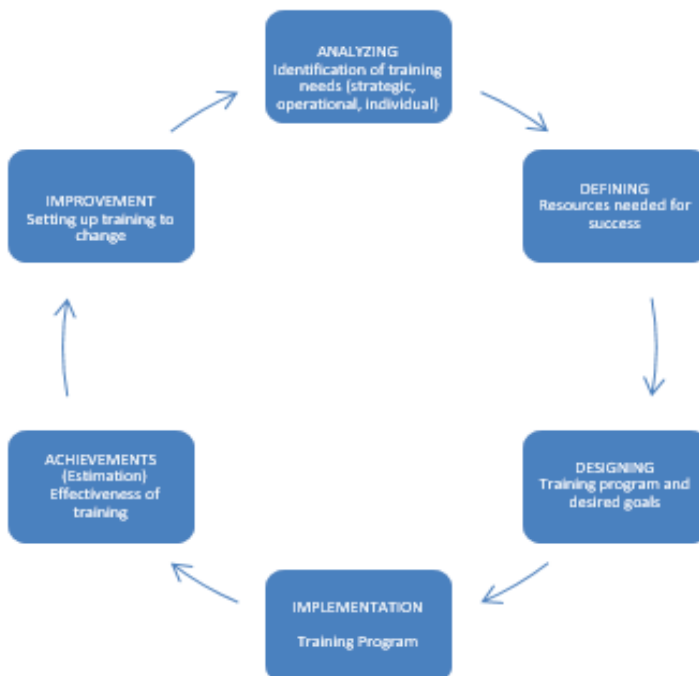 ANALYZING
Identification of training
needs (strategic,
operational, individual)
DEFINING
Resources needed for
success
DESIGNING
Training program and
desired goals
IMPLEMENTATION
Training Program
ACHIEVEMENTS
(Estimation)
Effectiveness of
training
IMPROVEMENT
Setting up training to
change